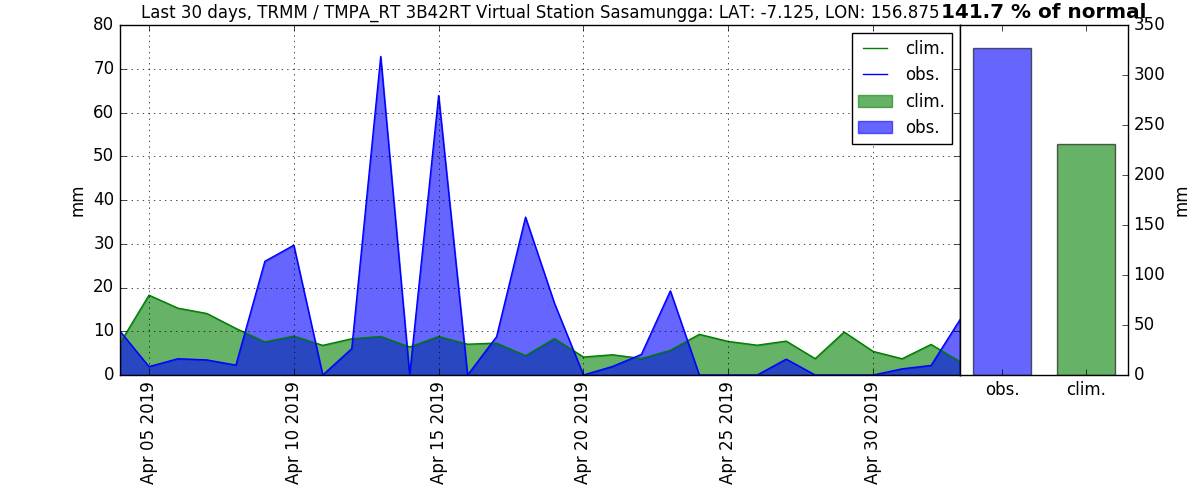 Last 30 days, TRMM / TMPA_RT 3B42RT Virtual Station Sasamungga: LAT: -7.125, LON: 156.875
141.7 % of normal
80
70
60
50
40
30
20
10
0
mm
clim.
obs.
clim.
obs.
Apr 05 2019
Apr 10 2019
Apr 15 2019
Apr 20 2019
Apr 25 2019
Apr 30 2019
350
300
250
200
150
100
50
0
mm
obs.
clim.